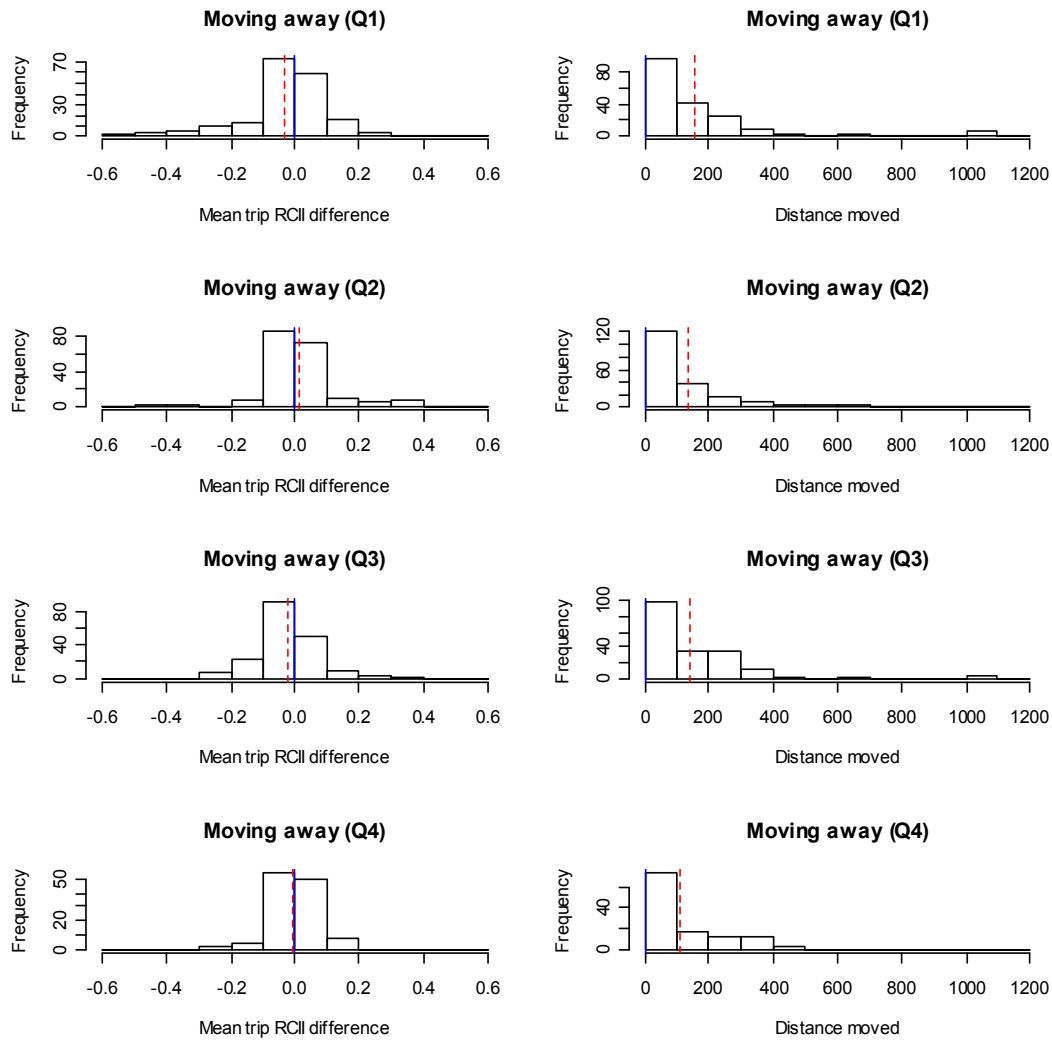 Moving away (Q1)
Frequency
0 30 70
-0.6 -0.4 -0.2 0.0 0.2 0.4 0.6
Mean trip RCII difference
Moving away (Q1)
Frequency
0 40 80
0 200 400 600 800 1000 1200
Distance moved
Moving away (Q2)
Frequency
0 40 80
-0.6 -0.4 -0.2 0.0 0.2 0.4 0.6
Mean trip RCII difference
Moving away (Q2)
Frequency
0 60 120
0 200 400 600 800 1000 1200
Distance moved
Moving away (Q3)
Frequency
0 40 80
-0.6 -0.4 -0.2 0.0 0.2 0.4 0.6
Mean trip RCII difference
Moving away (Q3)
Frequency
0 40 100
0 200 400 600 800 1000 1200
Distance moved
Moving away (Q4)
Frequency
0 20 50
-0.6 -0.4 -0.2 0.0 0.2 0.4 0.6
Mean trip RCII difference
Moving away (Q4)
Frequency
0 40
0 200 400 600 800 1000 1200
Distance moved